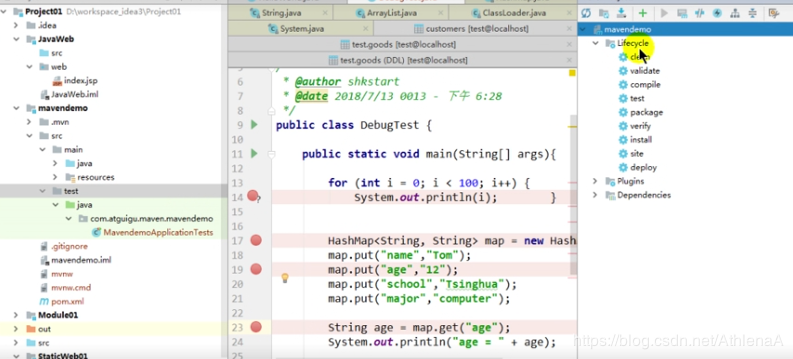 Project01 D:\workspace_idea3\Project01
.idea
JavaWeb
src
web
index.jsp
JavaWeb.iml
mavendemo
.mvn
src
main
java
resources
test
java
com.atguigu.maven.mavendemo
MavendemoApplicationTests
.gitignore
mavendemo.iml
mvnw
mvnw.cmd
pom.xml
Module01
out
src
StaticWeb01
String.java
ArrayList.java
ClassLoader.java
System.java
customers [test@localhost]
test.goods [test@localhost]
test.goods (DDL) [test@localhost]
6 * @author shkstart
7 * @date 2018/7/13 0013 - 下午 6:28
8 */
9 public class DebugTest {
10
11 public static void main(String[] args){
12
13 for (int i = 0; i < 100; i++) {
14 System.out.println(i); }
15
16
17 HashMap<String, String> map = new Hash
18 map.put("name","Tom");
19 map.put("age","12");
20 map.put("school","Tsinghua");
21 map.put("major","computer");
22
23 String age = map.get("age");
24 System.out.println("age = " + age);
mavendemo
Lifecycle
clean
validate
compile
test
package
verify
install
site
deploy
Plugins
Dependencies
https://blog.csdn.net/AthlenaA